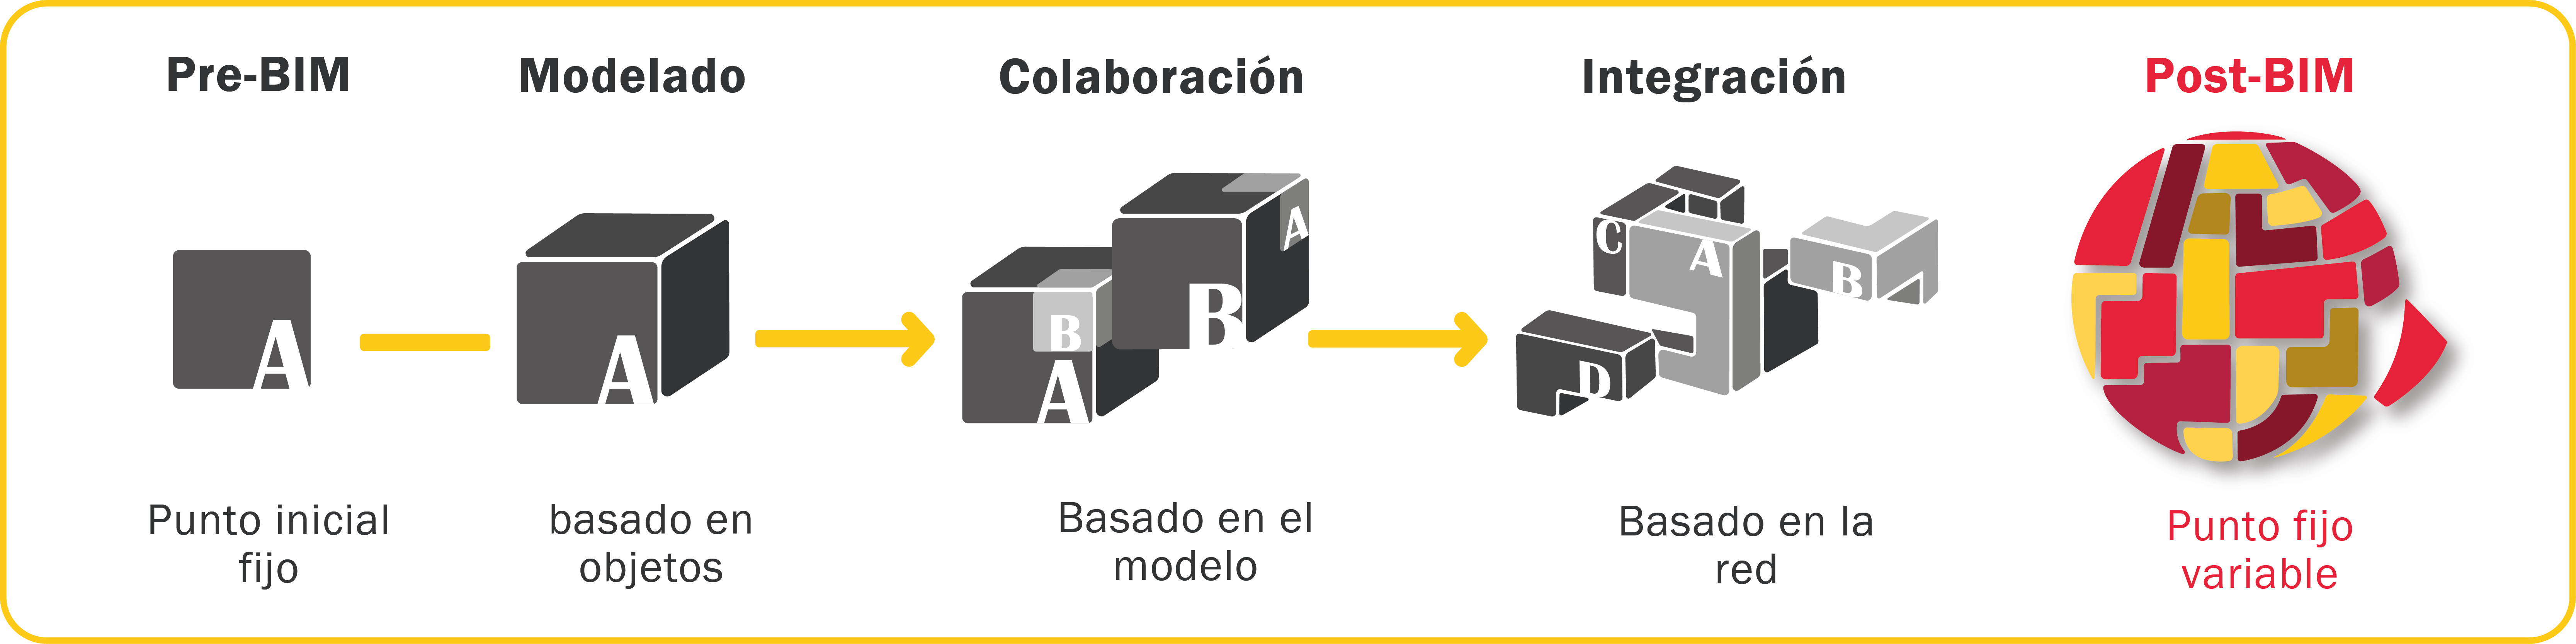 Pre-BIM
Modelado
Colaboración
Integración
Post-BIM
A
A
B
A
B
A
C
A
B
D
Punto inicial
fijo
basado en
objetos
Basado en el
modelo
Basado en la
red
Punto fijo
variable